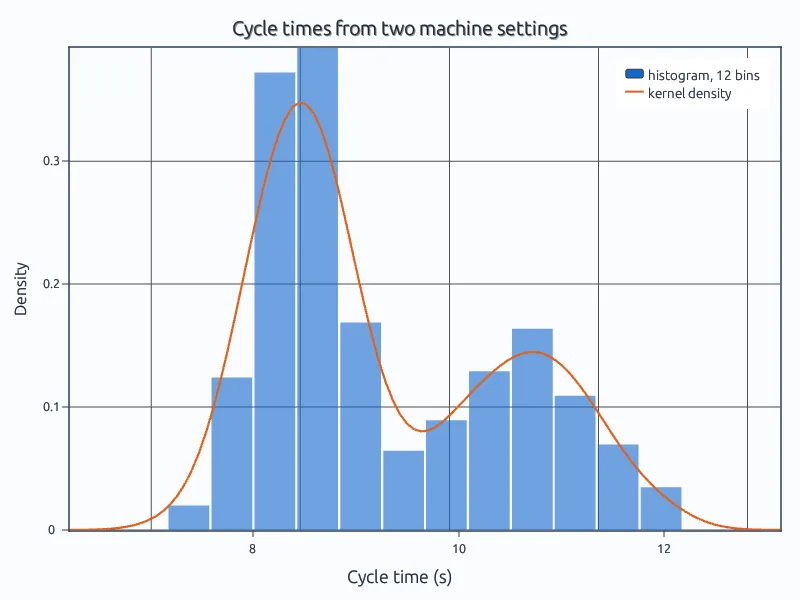 Cycle times from two machine settings
histogram, 12 bins
kernel density
Density
0.3
0.2
0.1
0
8
10
12
Cycle time (s)